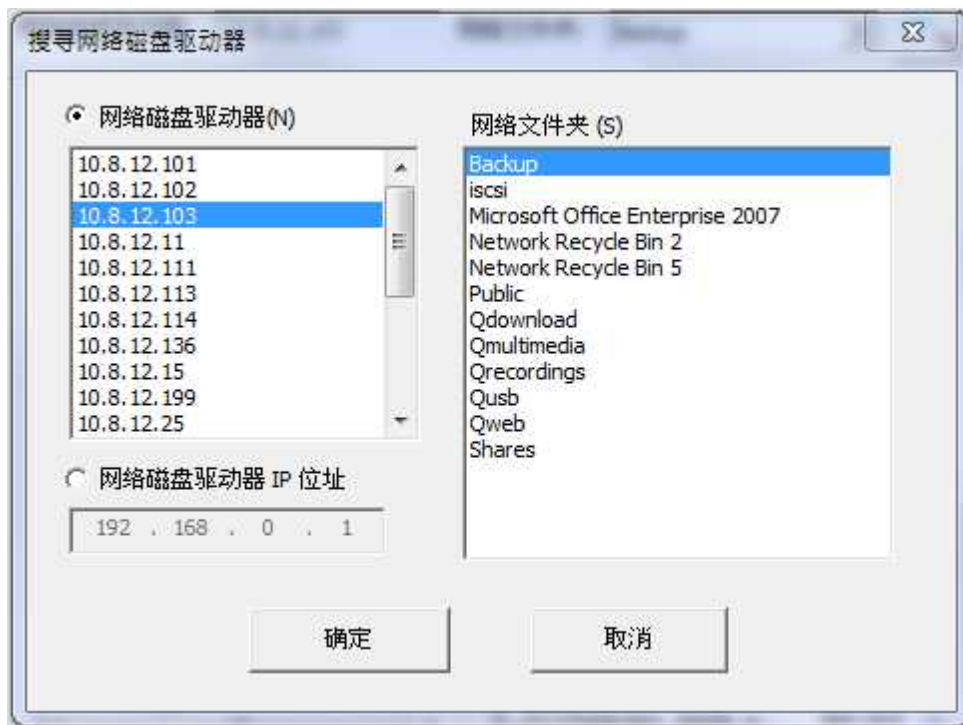 搜寻网络磁盘驱动器
网络磁盘驱动器(N)
10.8.12.101
10.8.12.102
10.8.12.103
10.8.12.11
10.8.12.111
10.8.12.113
10.8.12.114
10.8.12.136
10.8.12.15
10.8.12.199
10.8.12.25
网络磁盘驱动器 IP 位址
192 . 168 . 0 . 1
网络文件夹 (S)
Backup
iscsi
Microsoft Office Enterprise 2007
Network Recycle Bin 2
Network Recycle Bin 5
Public
Qdownload
Qmultimedia
Qrecordings
Qusb
Qweb
Shares
确定
取消